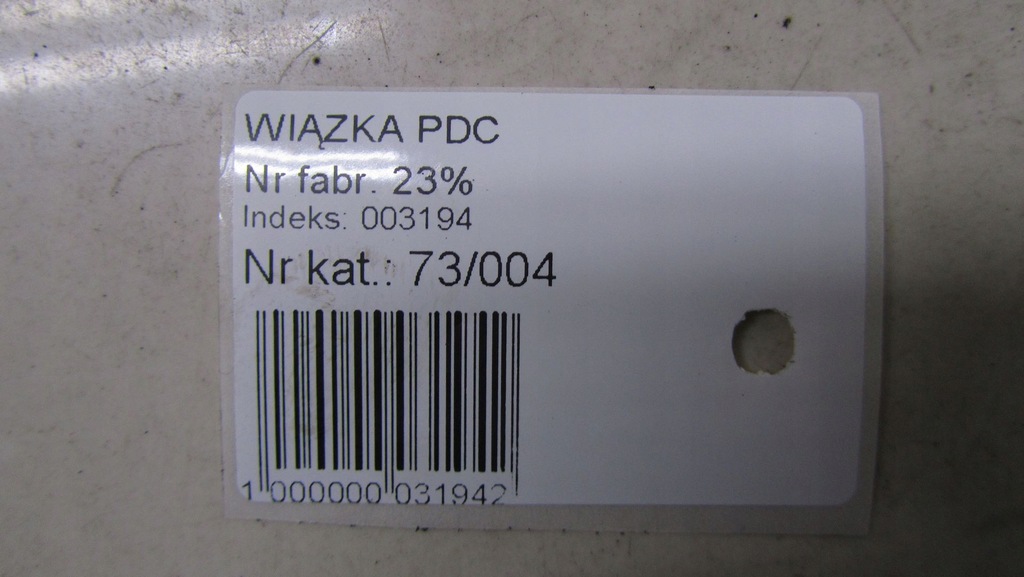 WIĄZKA PDC
Nr fabr. 23%
Indeks: 003194
Nr kat.: 73/004
1 000000 031942